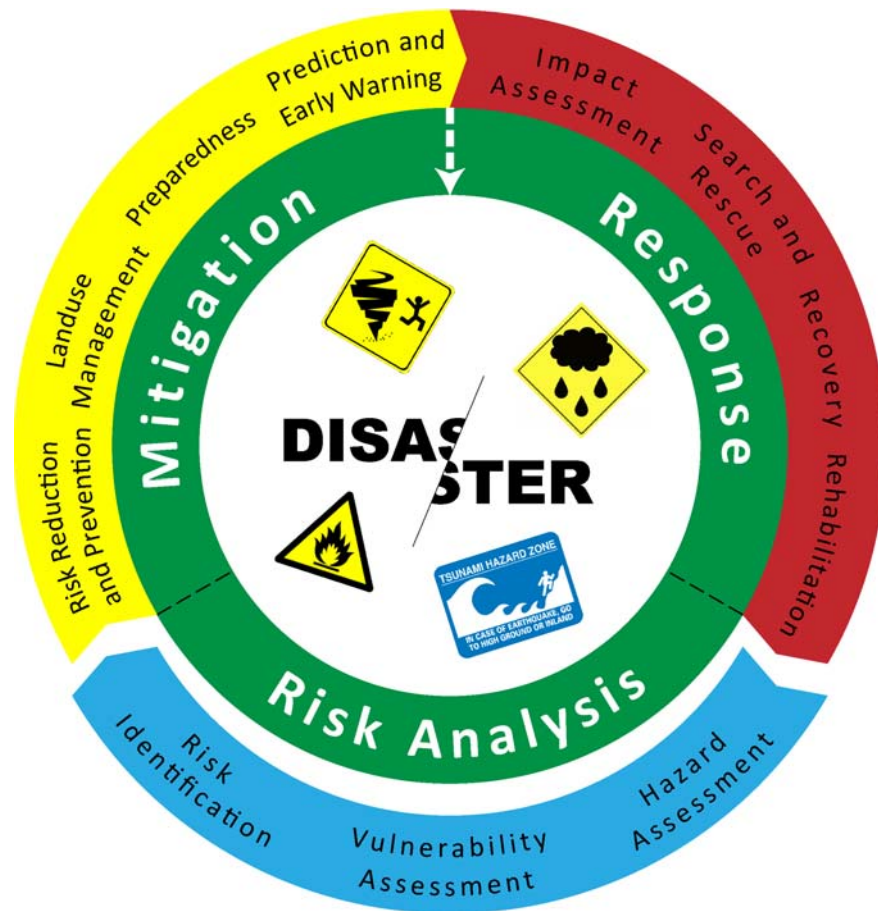 Prediction and
Early Warning
Preparedness
Landuse
Management
Risk Reduction
and Prevention
Impact
Assessment
Search and
Rescue
Recovery
Rehabilitation
Mitigation
Response
Risk Analysis
DISASTER
TSUNAMI HAZARD ZONE
IN CASE OF EARTHQUAKE, GO
TO HIGH GROUND OR INLAND
Hazard
Assessment
Vulnerability
Assessment
Risk
Identification